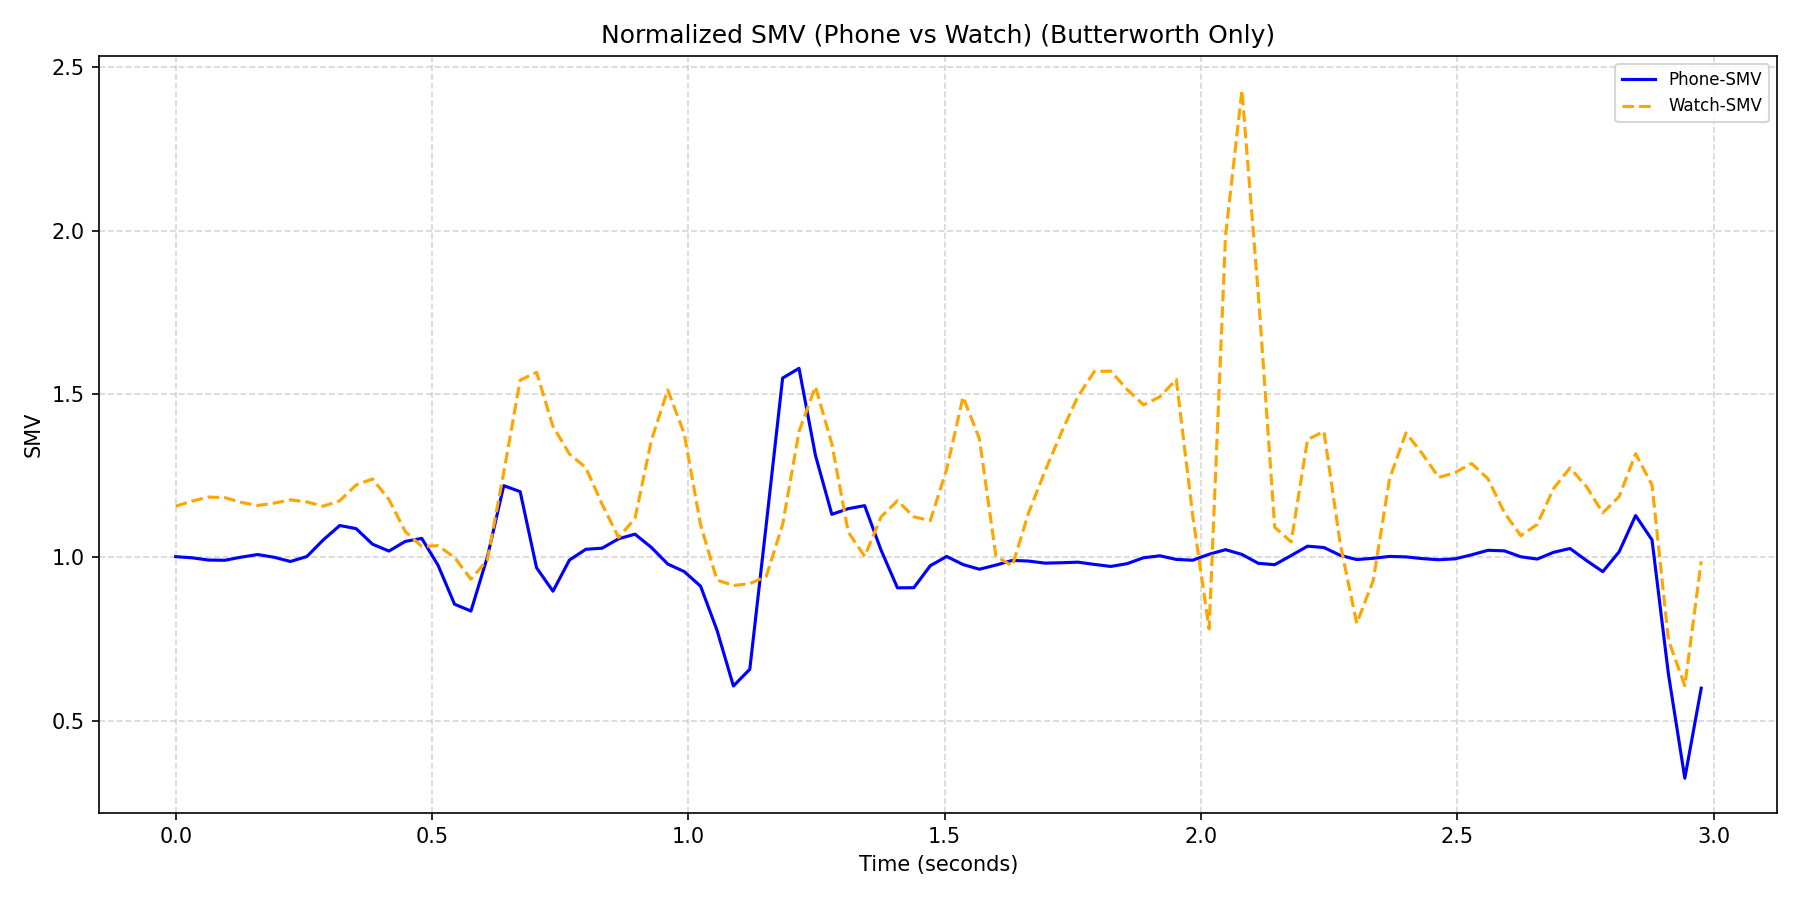 Normalized SMV (Phone vs Watch) (Butterworth Only)
Phone-SMV
Watch-SMV
2.5
2.0
1.5
1.0
0.5
SMV
0.0 0.5 1.0 1.5 2.0 2.5 3.0
Time (seconds)